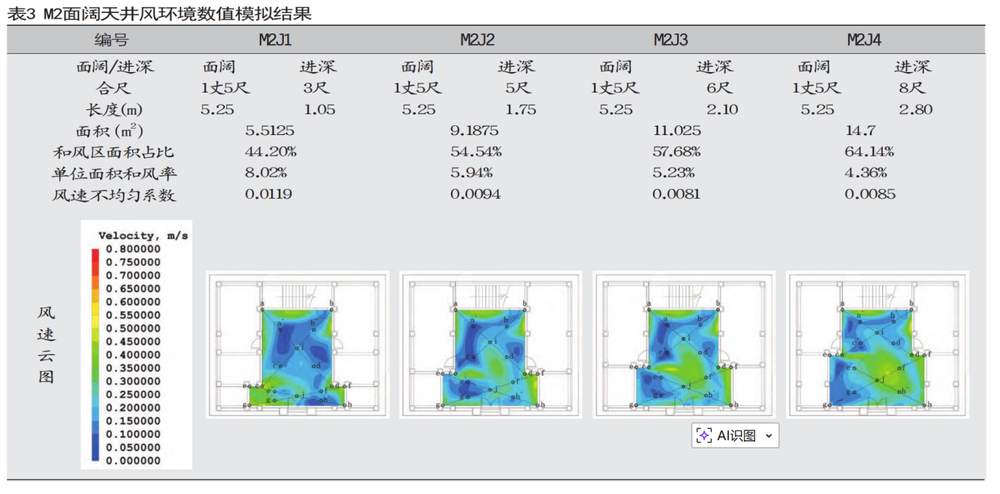 表3 M2面阔天井风环境数值模拟结果
编号 M2J1 M2J2 M2J3 M2J4
面阔/进深 面阔 进深 面阔 进深 面阔 进深 面阔 进深
合尺 1丈5尺 3尺 1丈5尺 5尺 1丈5尺 6尺 1丈5尺 8尺
长度(m) 5.25 1.05 5.25 1.75 5.25 2.10 5.25 2.80
面积(m²) 5.5125 9.1875 11.025 14.7
和风区面积占比 44.20% 54.54% 57.68% 64.14%
单位面积和风率 8.02% 5.94% 5.23% 4.36%
风速不均匀系数 0.0119 0.0094 0.0081 0.0085
风速云图
Velocity, m/s
0.800000
0.750000
0.700000
0.650000
0.600000
0.550000
0.500000
0.450000
0.400000
0.350000
0.300000
0.250000
0.200000
0.150000
0.100000
0.050000
0.000000
AI识图